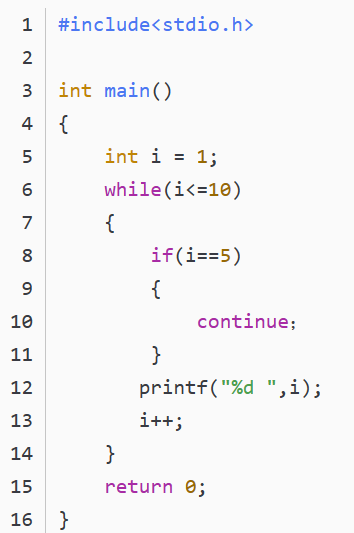 1 #include<stdio.h>
2
3 int main()
4 {
5     int i = 1;
6     while(i<=10)
7     {
8         if(i==5)
9         {
10             continue;
11         }
12        printf("%d ",i);
13        i++;
14     }
15     return 0;
16 }